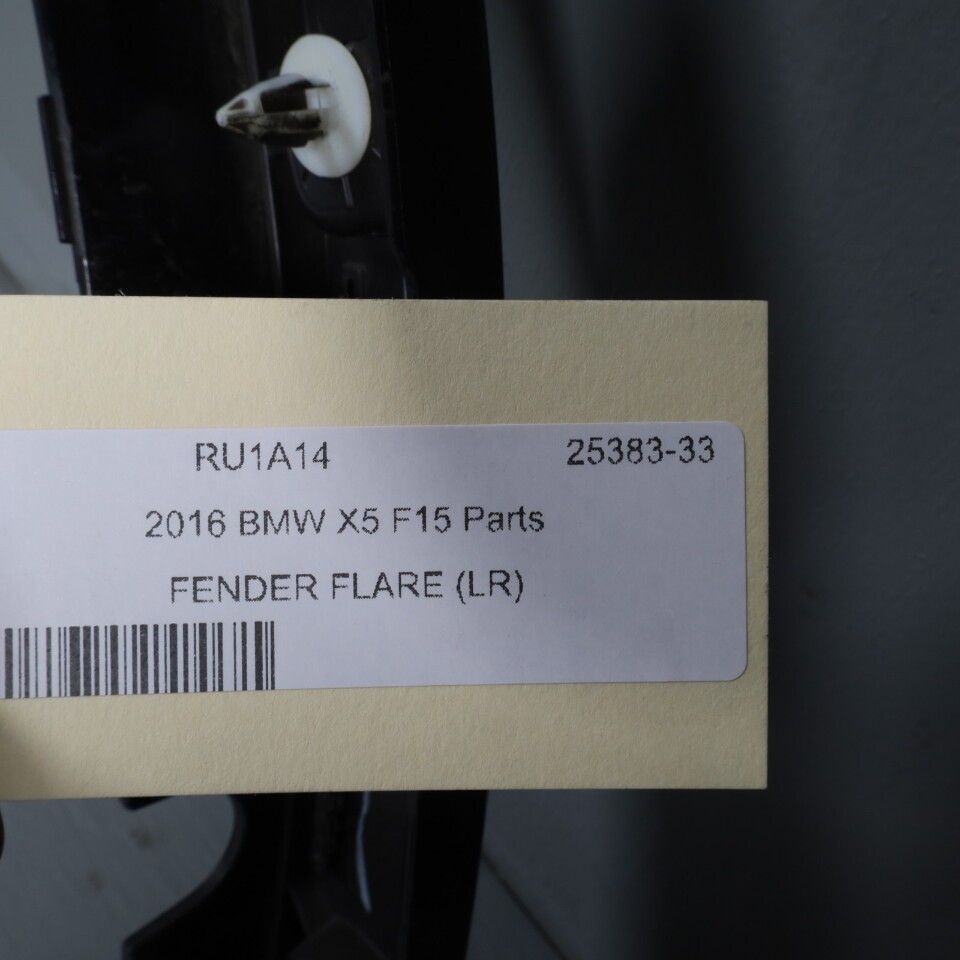 RU1A14 25383-33
2016 BMW X5 F15 Parts
FENDER FLARE (LR)